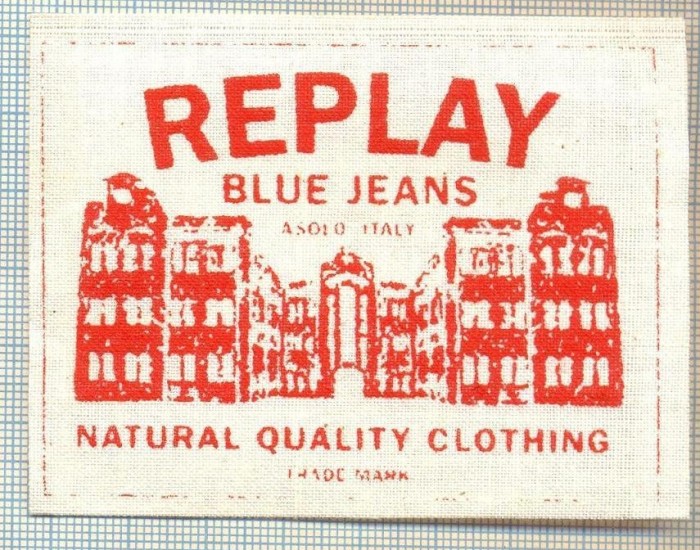 REPLAY
BLUE JEANS
ASOLO ITALY
NATURAL QUALITY CLOTHING
TRADE MARK